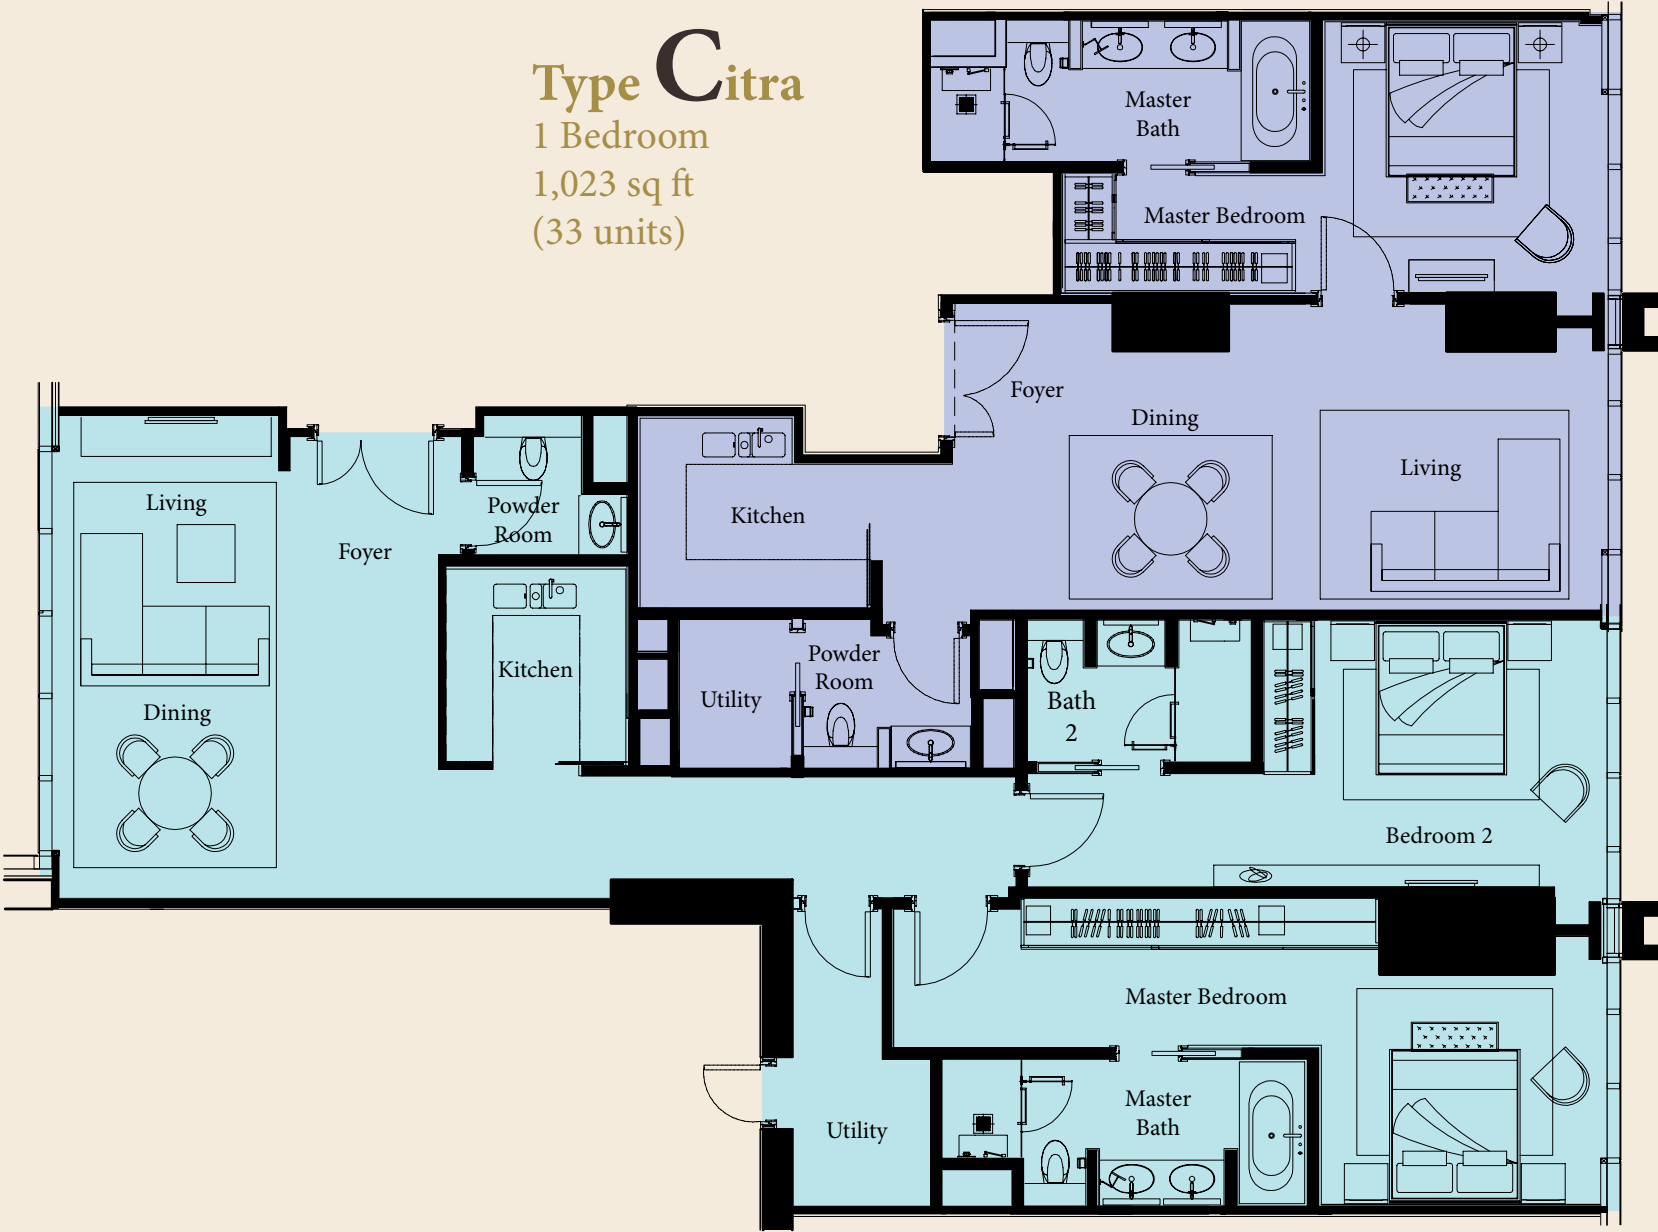 Type Citra
1 Bedroom
1,023 sq ft
(33 units)
Master
Bath
Master Bedroom
Foyer
Dining
Living
Kitchen
Powder
Room
Utility
Living
Foyer
Powder
Room
Kitchen
Dining
Bath
2
Bedroom 2
Master Bedroom
Master
Bath
Utility